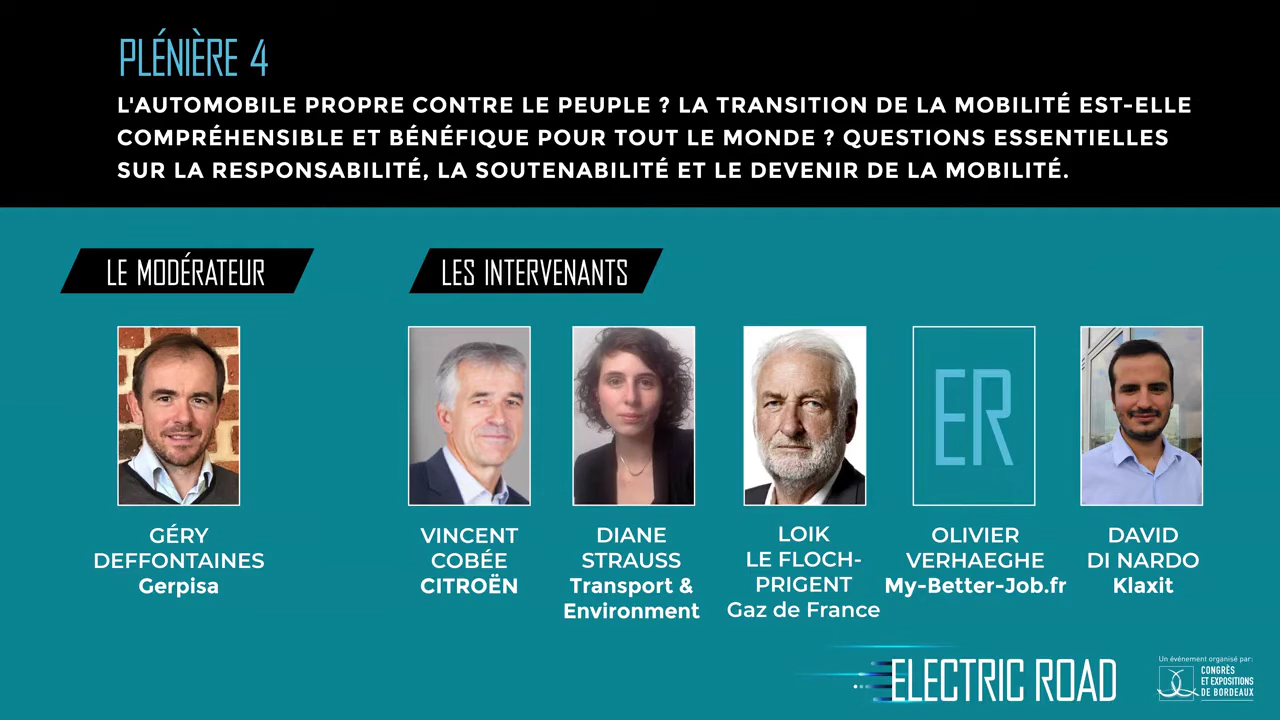 PLÉNIÈRE 4
L'AUTOMOBILE PROPRE CONTRE LE PEUPLE ? LA TRANSITION DE LA MOBILITÉ EST-ELLE
COMPRÉHENSIBLE ET BÉNÉFIQUE POUR TOUT LE MONDE ? QUESTIONS ESSENTIELLES
SUR LA RESPONSABILITÉ, LA SOUTENABILITÉ ET LE DEVENIR DE LA MOBILITÉ.
LE MODÉRATEUR
LES INTERVENANTS
ER
GÉRY
DEFFONTAINES
Gerpisa
VINCENT
COBÉE
CITROËN
DIANE
STRAUSS
Transport &
Environment
LOIK
LE FLOCH-
PRIGENT
Gaz de France
OLIVIER
VERHAEGHE
My-Better-Job.fr
DAVID
DI NARDO
Klaxit
ELECTRIC ROAD
Un événement organisé par:
CONGRÈS
ET EXPOSITIONS
DE BORDEAUX